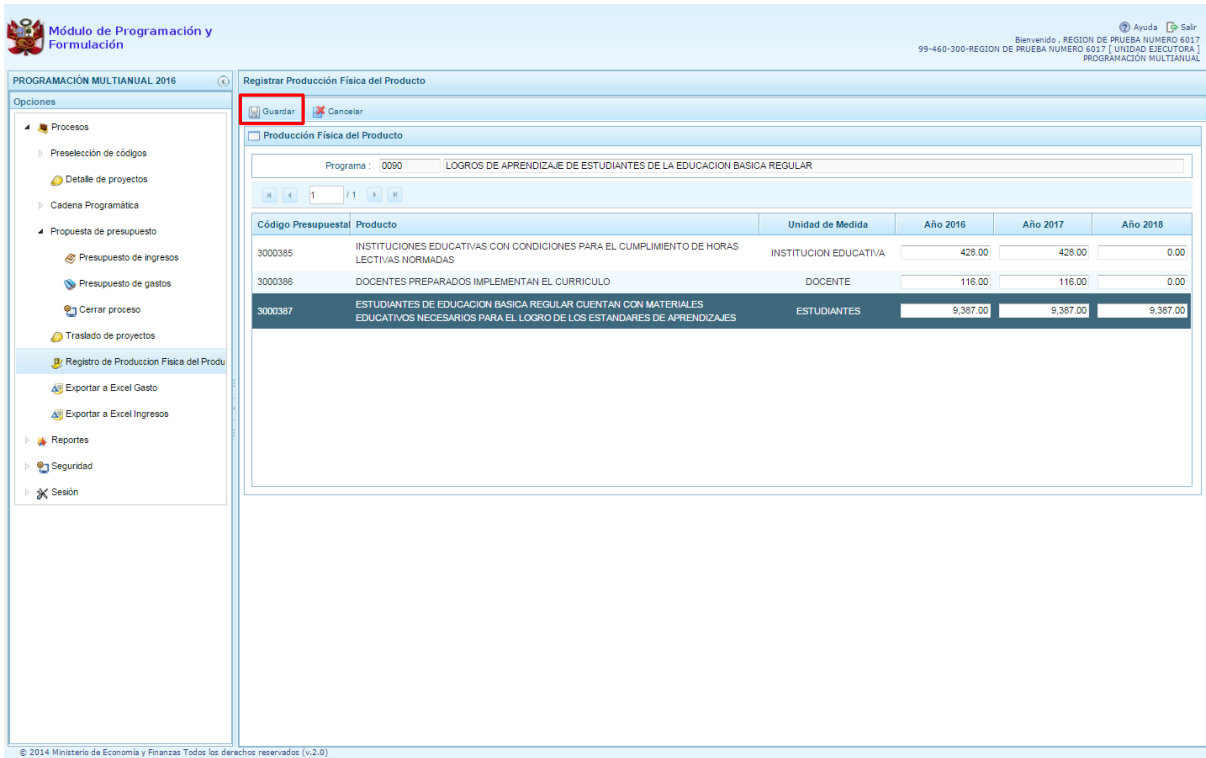 Módulo de Programación y
Formulación
Ayuda Salir
Bienvenido , REGION DE PRUEBA NUMERO 6017
99-460-300-REGION DE PRUEBA NUMERO 6017 [ UNIDAD EJECUTORA ]
PROGRAMACIÓN MULTIANUAL
PROGRAMACIÓN MULTIANUAL 2016
Opciones
Procesos
Preselección de códigos
Detalle de proyectos
Cadena Programática
Propuesta de presupuesto
Presupuesto de ingresos
Presupuesto de gastos
Cerrar proceso
Traslado de proyectos
Registro de Produccion Fisica del Produ
Exportar a Excel Gasto
Exportar a Excel Ingresos
Reportes
Seguridad
Sesión
Registrar Producción Física del Producto
Guardar Cancelar
Producción Física del Producto
Programa : 0090 LOGROS DE APRENDIZAJE DE ESTUDIANTES DE LA EDUCACION BASICA REGULAR
1 / 1
Código Presupuestal Producto Unidad de Medida Año 2016 Año 2017 Año 2018
3000385 INSTITUCIONES EDUCATIVAS CON CONDICIONES PARA EL CUMPLIMIENTO DE HORAS
LECTIVAS NORMADAS INSTITUCION EDUCATIVA 428.00 428.00 0.00
3000386 DOCENTES PREPARADOS IMPLEMENTAN EL CURRICULO DOCENTE 116.00 116.00 0.00
3000387 ESTUDIANTES DE EDUCACION BASICA REGULAR CUENTAN CON MATERIALES
EDUCATIVOS NECESARIOS PARA EL LOGRO DE LOS ESTANDARES DE APRENDIZAJES ESTUDIANTES 9,387.00 9,387.00 9,387.00
© 2014 Ministerio de Economía y Finanzas Todos los derechos reservados (v.2.0)